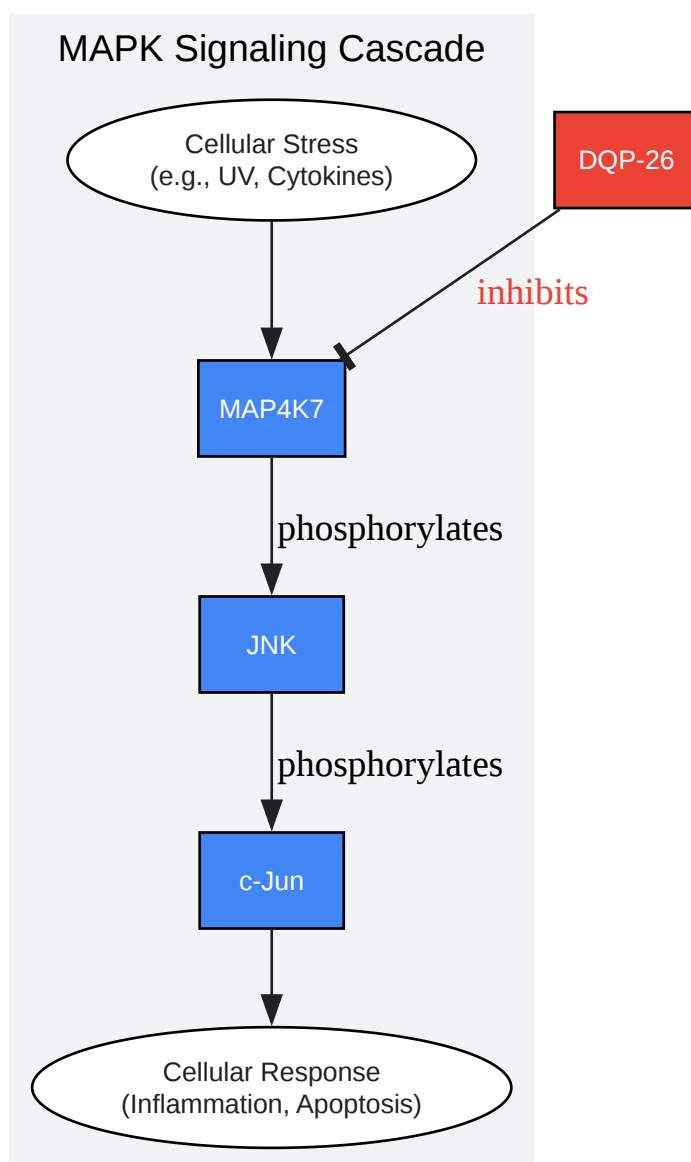 MAPK Signaling Cascade
Cellular Stress
(e.g., UV, Cytokines)
DQP-26
inhibits
MAP4K7
phosphorylates
JNK
phosphorylates
c-Jun
Cellular Response
(Inflammation, Apoptosis)